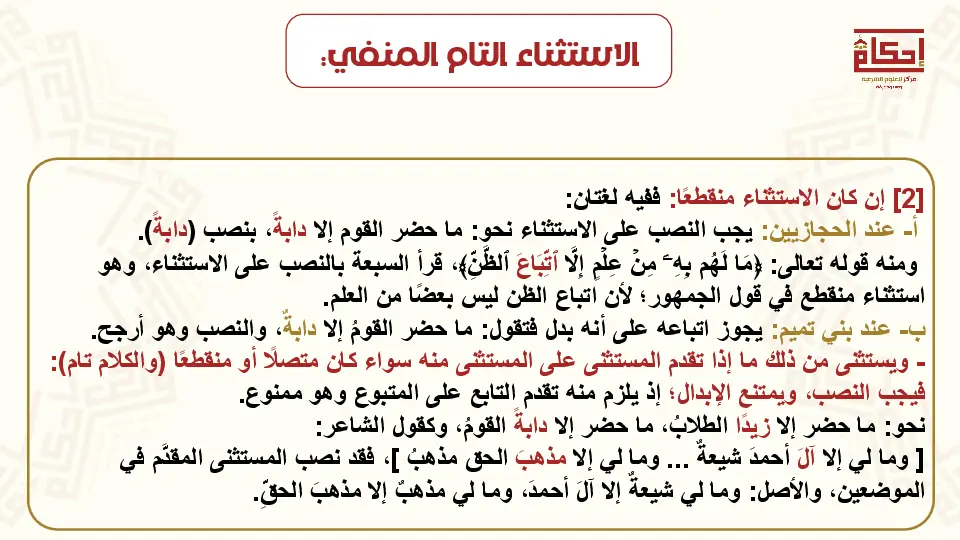 الاستثناء التام المنفي:
إحكام
مركز للعلوم الشرعية
[2] إن كان الاستثناء منقطعًا: ففيه لغتان:
أ- عند الحجازيين: يجب النصب على الاستثناء نحو: ما حضر القوم إلا دابةً، بنصب (دابةً).
ومنه قوله تعالى: ﴿مَا لَهُم بِهِۦ مِنۡ عِلۡمٍ إِلَّا ٱتِّبَاعَ ٱلظَّنِّ﴾، قرأ السبعة بالنصب على الاستثناء، وهو
استثناء منقطع في قول الجمهور؛ لأن اتباع الظن ليس بعضًا من العلم.
ب- عند بني تميم: يجوز اتباعه على أنه بدل فتقول: ما حضر القومُ إلا دابةٌ، والنصب وهو أرجح.
- ويستثنى من ذلك ما إذا تقدم المستثنى على المستثنى منه سواء كان متصلًا أو منقطعًا (والكلام تام):
فيجب النصب، ويمتنع الإبدال؛ إذ يلزم منه تقدم التابع على المتبوع وهو ممنوع.
نحو: ما حضر إلا زيدًا الطلابُ، ما حضر إلا دابةً القومُ، وكقول الشاعر:
[ وما لي إلا آلَ أحمدَ شيعةٌ ... وما لي إلا مذهبَ الحق مذهبُ ]، فقد نصب المستثنى المقدَّم في
الموضعين، والأصل: وما لي شيعةٌ إلا آلَ أحمدَ، وما لي مذهبٌ إلا مذهبَ الحقِّ.